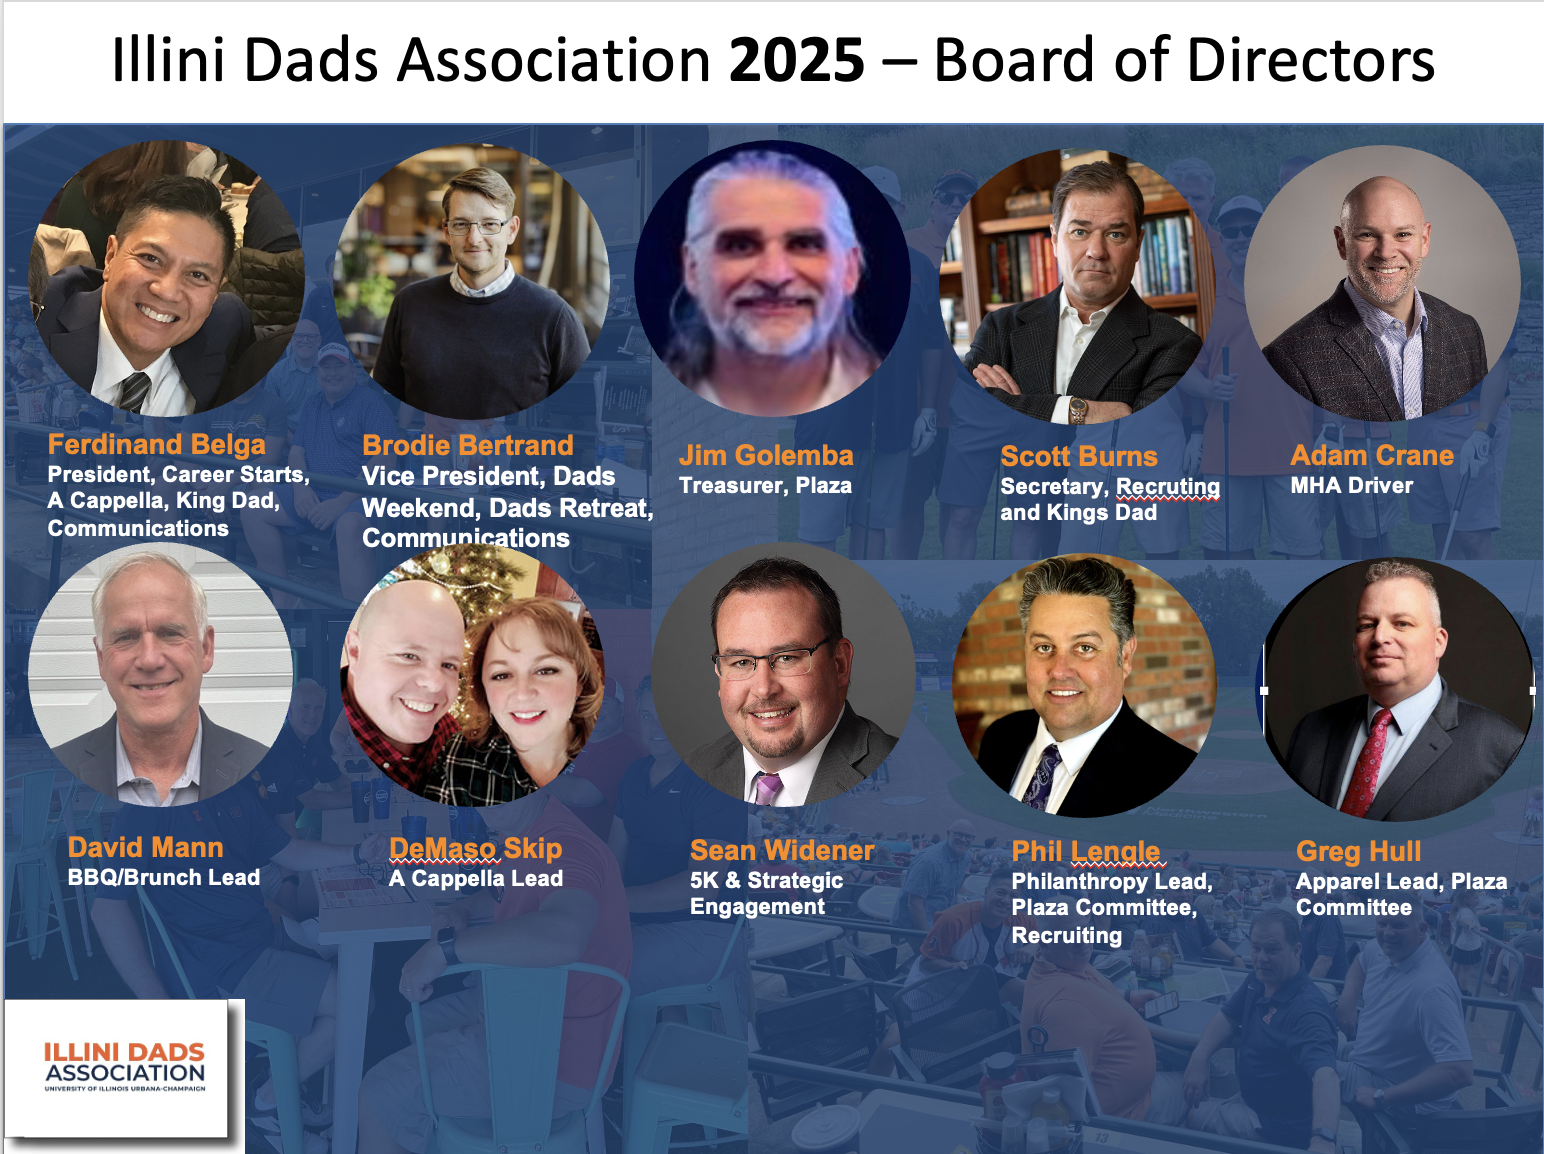 Illini Dads Association 2025 – Board of Directors
Ferdinand Belga
President, Career Starts,
A Cappella, King Dad,
Communications
Brodie Bertrand
Vice President, Dads
Weekend, Dads Retreat,
Communications
Jim Golemba
Treasurer, Plaza
Scott Burns
Secretary, Recruting
and Kings Dad
Adam Crane
MHA Driver
David Mann
BBQ/Brunch Lead
DeMaso Skip
A Cappella Lead
Sean Widener
5K & Strategic
Engagement
Phil Lengle
Philanthropy Lead,
Plaza Committee,
Recruiting
Greg Hull
Apparel Lead, Plaza
Committee
ILLINI DADS
ASSOCIATION
UNIVERSITY OF ILLINOIS URBANA-CHAMPAIGN
Northwestern
Medicine
13